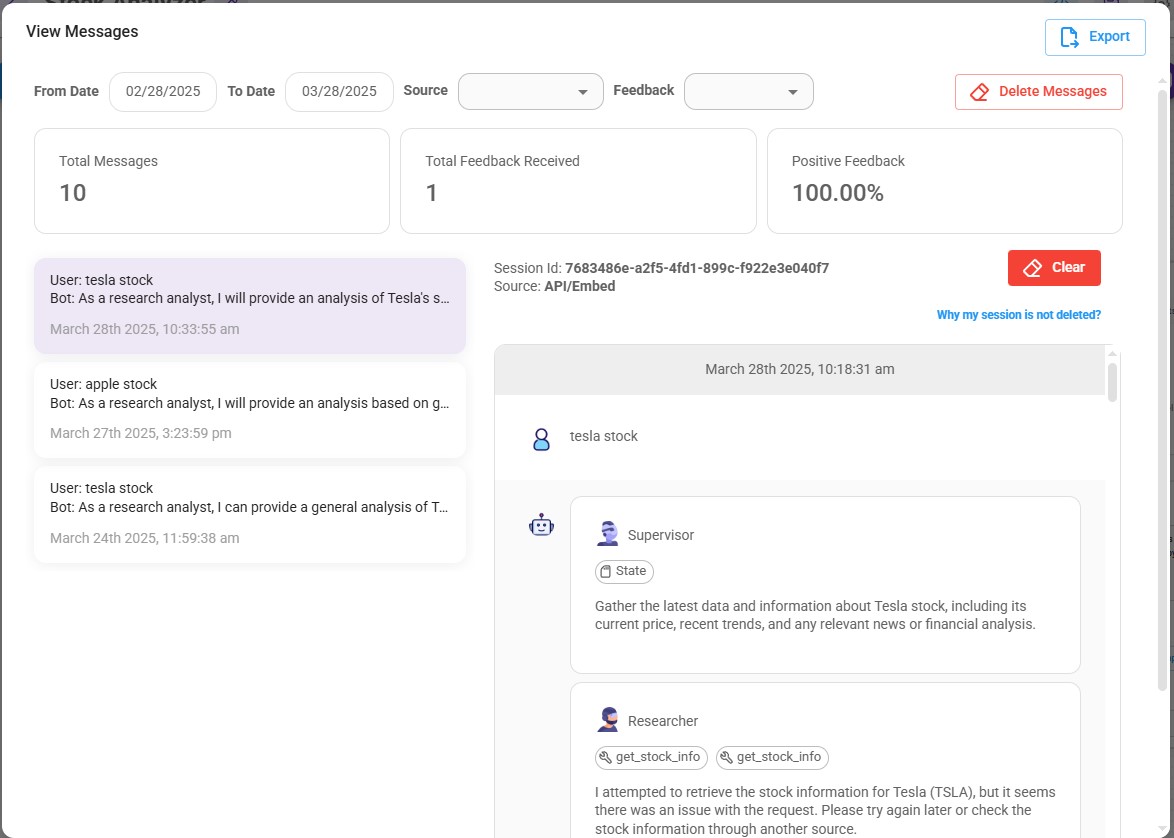 Stock Analyzer
View Messages
Export
From Date
02/28/2025
To Date
03/28/2025
Source
Feedback
Delete Messages
Total Messages
10
Total Feedback Received
1
Positive Feedback
100.00%
User: tesla stock
Bot: As a research analyst, I will provide an analysis of Tesla's s...
March 28th 2025, 10:33:55 am
User: apple stock
Bot: As a research analyst, I will provide an analysis based on g...
March 27th 2025, 3:23:59 pm
User: tesla stock
Bot: As a research analyst, I can provide a general analysis of T...
March 24th 2025, 11:59:38 am
Session Id: 7683486e-a2f5-4fd1-899c-f922e3e040f7
Source: API/Embed
Clear
Why my session is not deleted?
March 28th 2025, 10:18:31 am
tesla stock
Supervisor
State
Gather the latest data and information about Tesla stock, including its
current price, recent trends, and any relevant news or financial analysis.
Researcher
get_stock_info
get_stock_info
I attempted to retrieve the stock information for Tesla (TSLA), but it seems
there was an issue with the request. Please try again later or check the
stock information through another source.